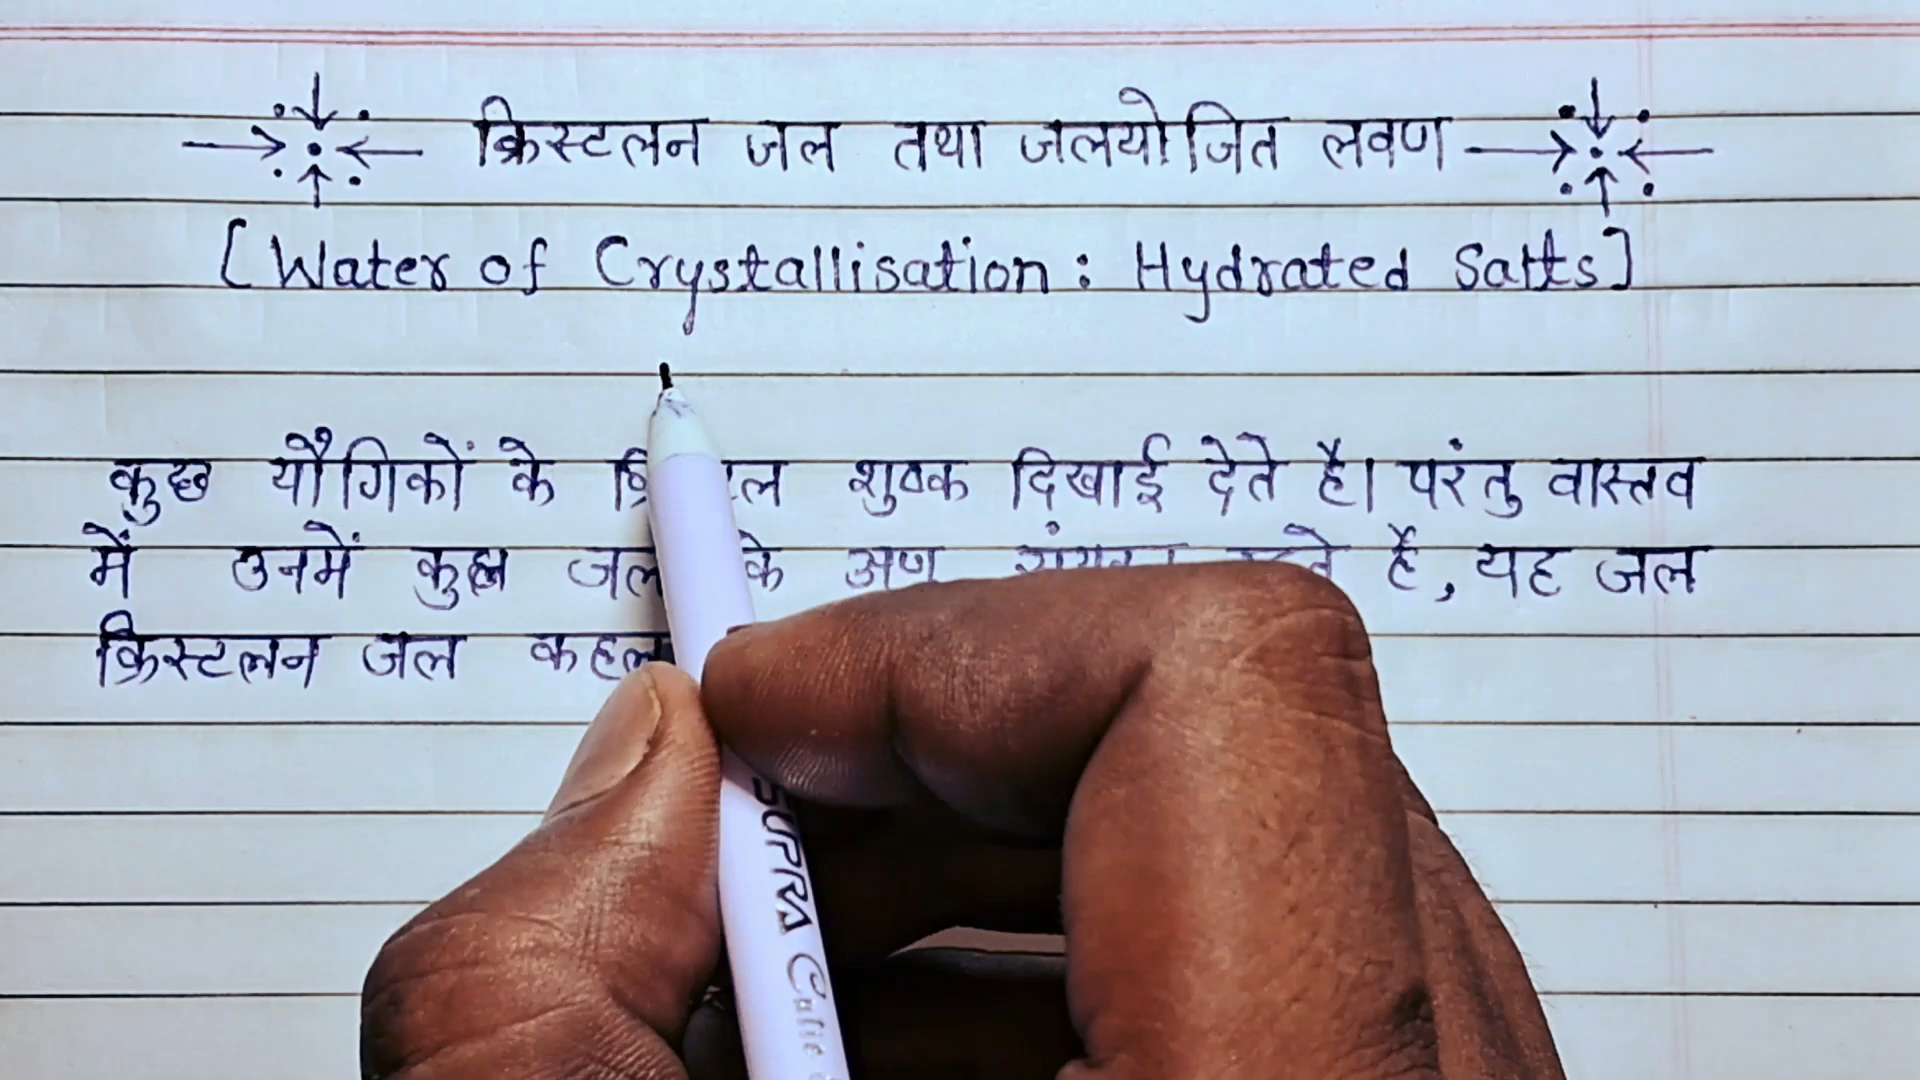 क्रिस्टलन जल तथा जलयोजित लवण
[Water of Crystallisation: Hydrated Salts]
कुछ यौगिकों के शुष्क दिखाई देते है। परंतु वास्तव
में उनमें कुछ जल के अणु है, यह जल
क्रिस्टलन जल
SUPRA